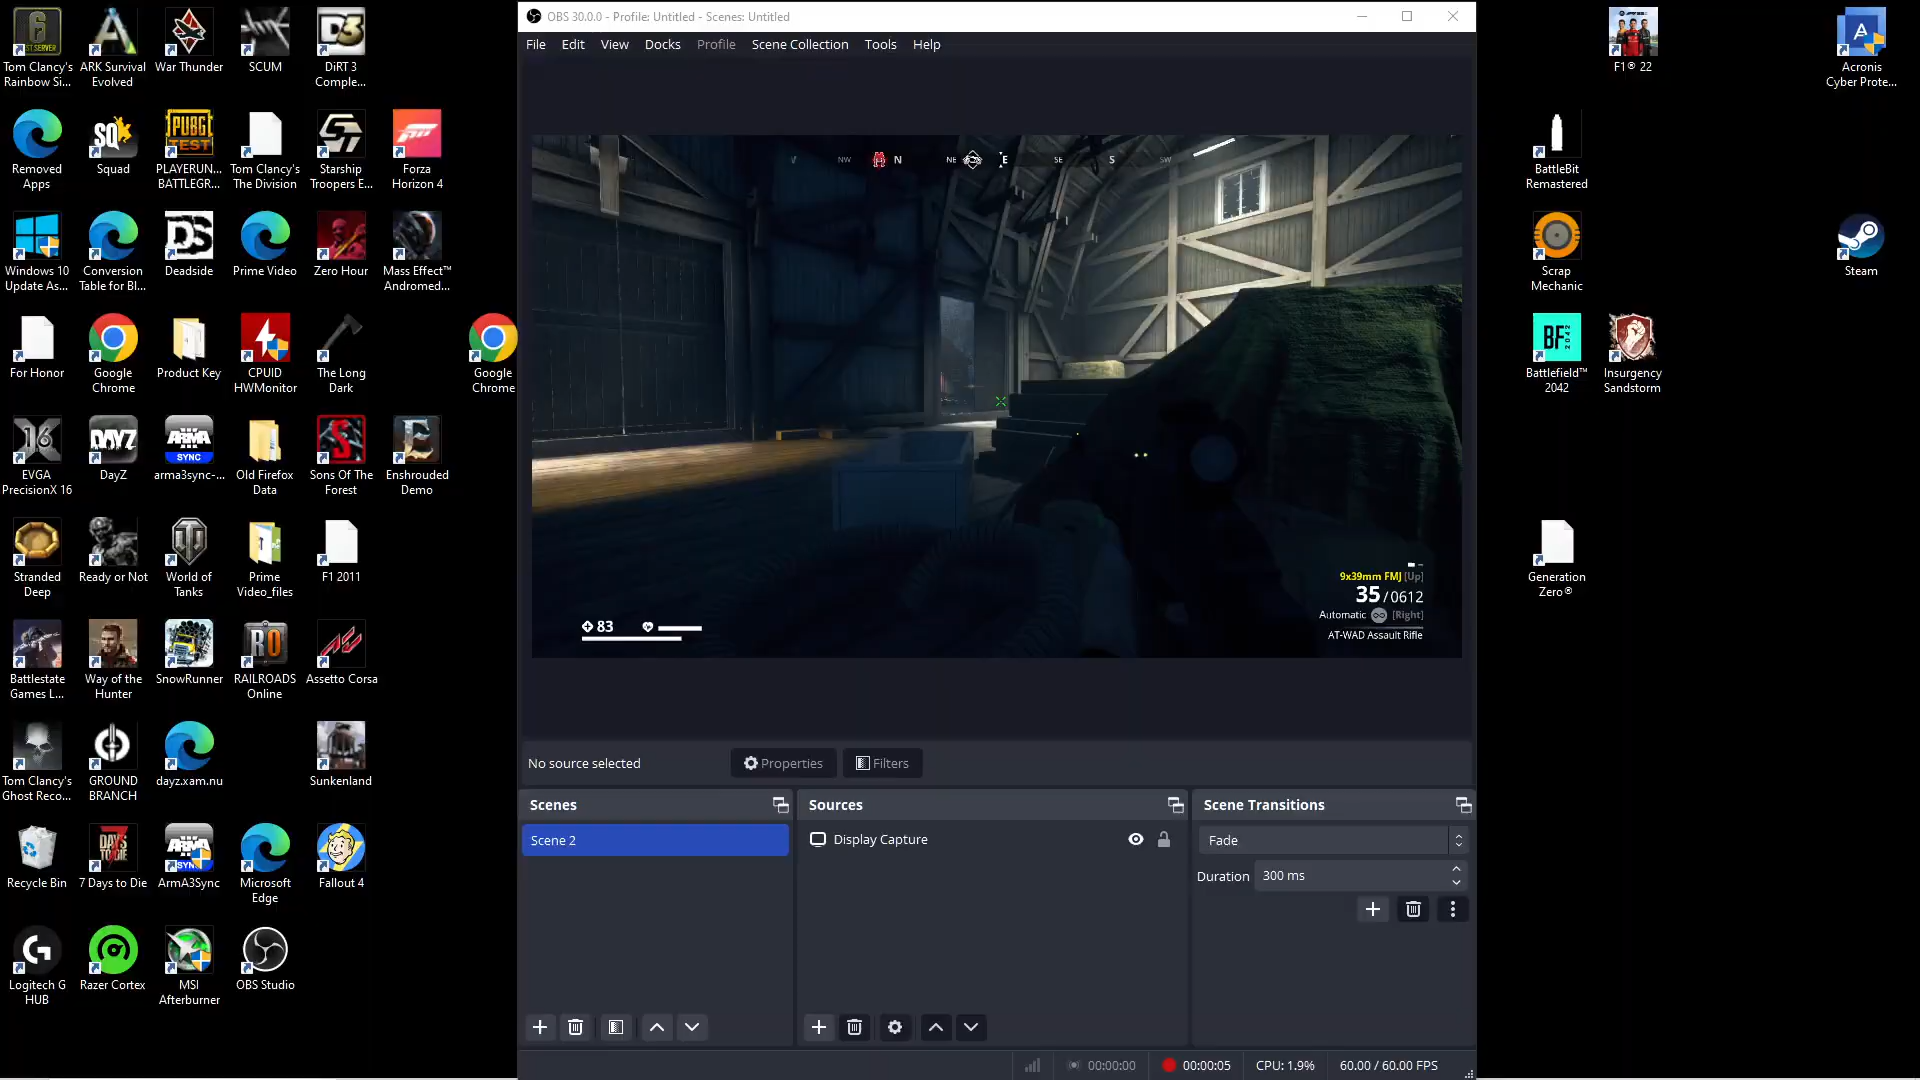 OBS 30.0.0 - Profile: Untitled - Scenes: Untitled
File Edit View Docks Profile Scene Collection Tools Help
Tom Clancy's
Rainbow Si...
ARK Survival
Evolved
War Thunder
SCUM
DiRT 3
Comple...
Removed
Apps
Squad
PLAYERUN...
BATTLEGR...
Tom Clancy's
The Division
Starship
Troopers E...
Forza
Horizon 4
Windows 10
Update As...
Conversion
Table for Bl...
Deadside
Prime Video
Zero Hour
Mass Effect™
Andromed...
For Honor
Google
Chrome
Product Key
CPUID
HWMonitor
The Long
Dark
Google
Chrome
EVGA
PrecisionX 16
DayZ
arma3sync-...
Old Firefox
Data
Sons Of The
Forest
Enshrouded
Demo
Stranded
Deep
Ready or Not
World of
Tanks
Prime
Video_files
F1 2011
Battlestate
Games L...
Way of the
Hunter
SnowRunner
RAILROADS
Online
Assetto Corsa
Tom Clancy's
Ghost Reco...
GROUND
BRANCH
dayz.xam.nu
Sunkenland
Recycle Bin
7 Days to Die
ArmA3Sync
Microsoft
Edge
Fallout 4
Logitech G
HUB
Razer Cortex
MSI
Afterburner
OBS Studio
NW N NE E SE S SW
9x39mm FMJ [Up]
35/0612
Automatic [Right]
AT-WAD Assault Rifle
83
No source selected
Properties
Filters
Scenes
Scene 2
Sources
Display Capture
Scene Transitions
Fade
Duration 300 ms
00:00:00
00:00:05
CPU: 1.9%
60.00 / 60.00 FPS
F1® 22
Acronis
Cyber Prote...
BattleBit
Remastered
Scrap
Mechanic
Steam
Battlefield™
2042
Insurgency
Sandstorm
Generation
Zero®